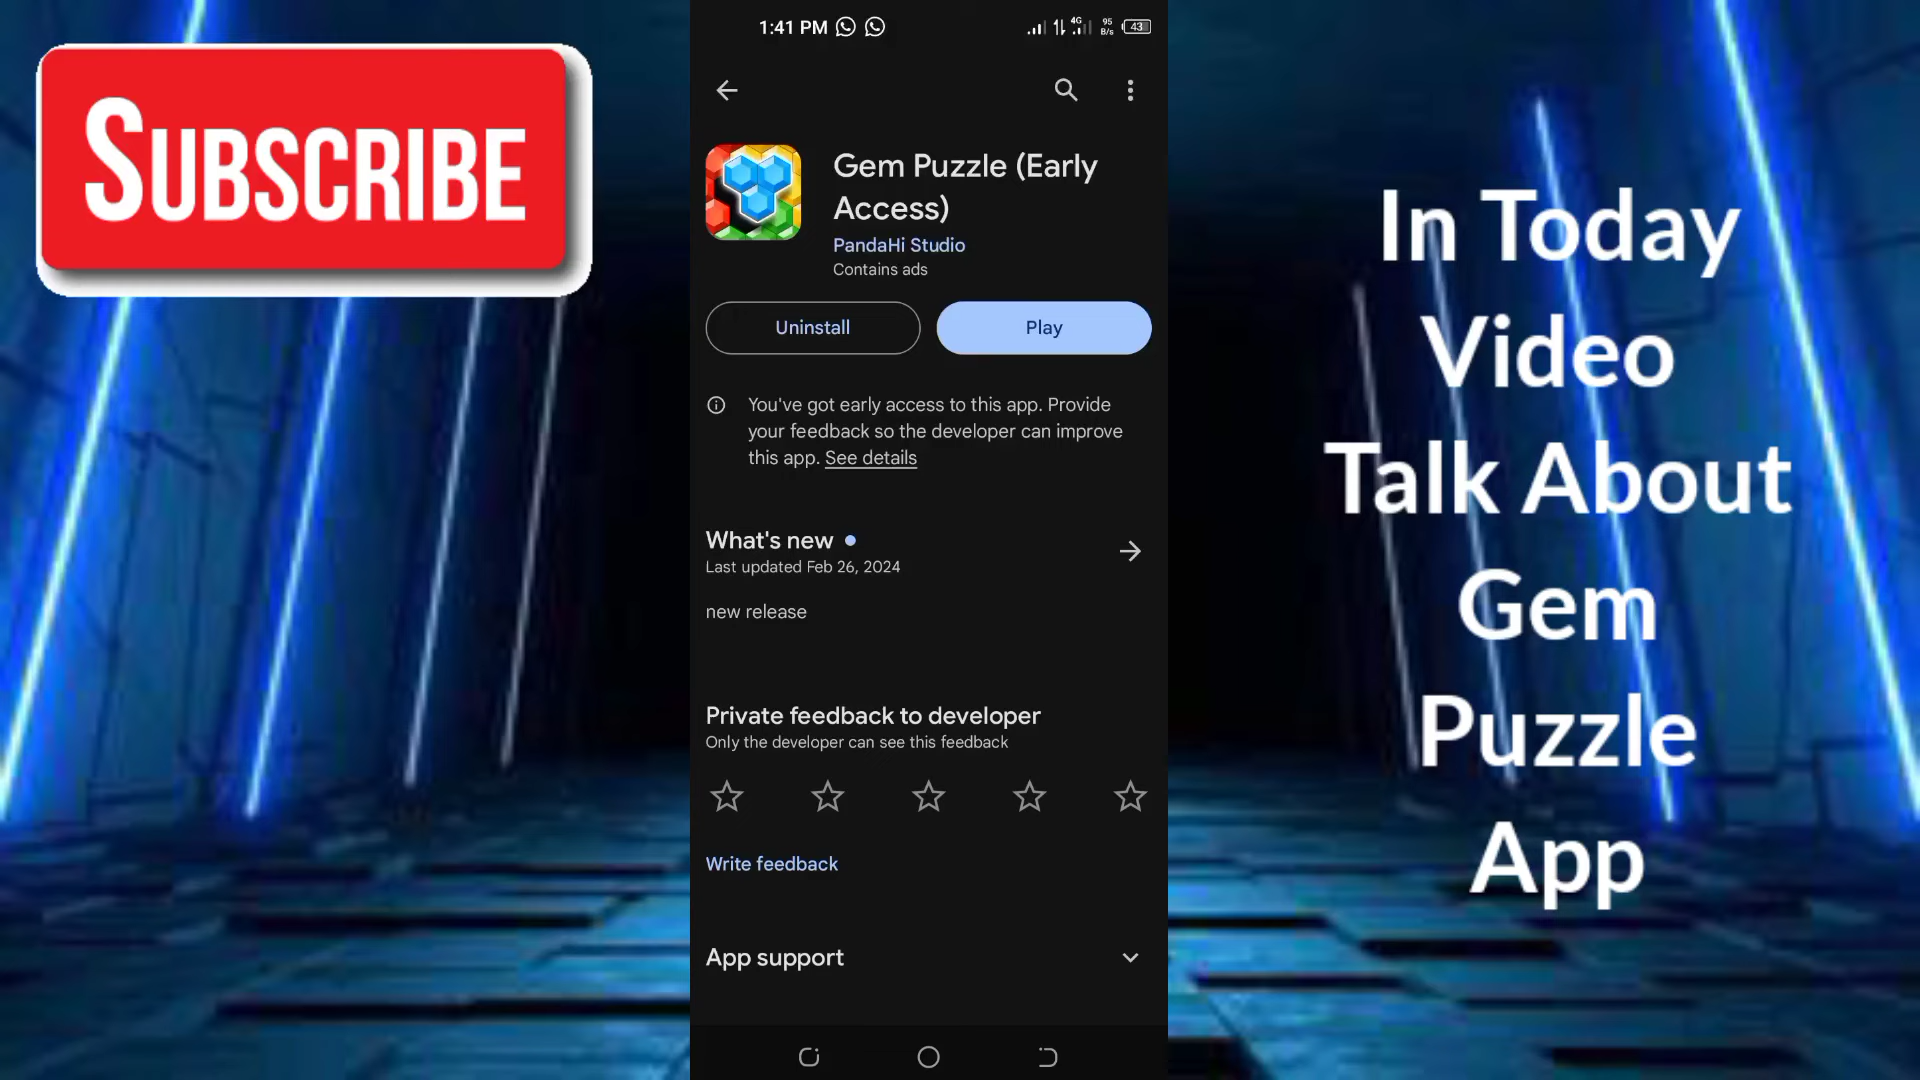 SUBSCRIBE
1:41 PM
4G
95
B/s
43
Gem Puzzle (Early
Access)
PandaHi Studio
Contains ads
Uninstall
Play
You've got early access to this app. Provide
your feedback so the developer can improve
this app. See details
What's new
Last updated Feb 26, 2024
new release
Private feedback to developer
Only the developer can see this feedback
Write feedback
App support
In Today
Video
Talk About
Gem
Puzzle
App